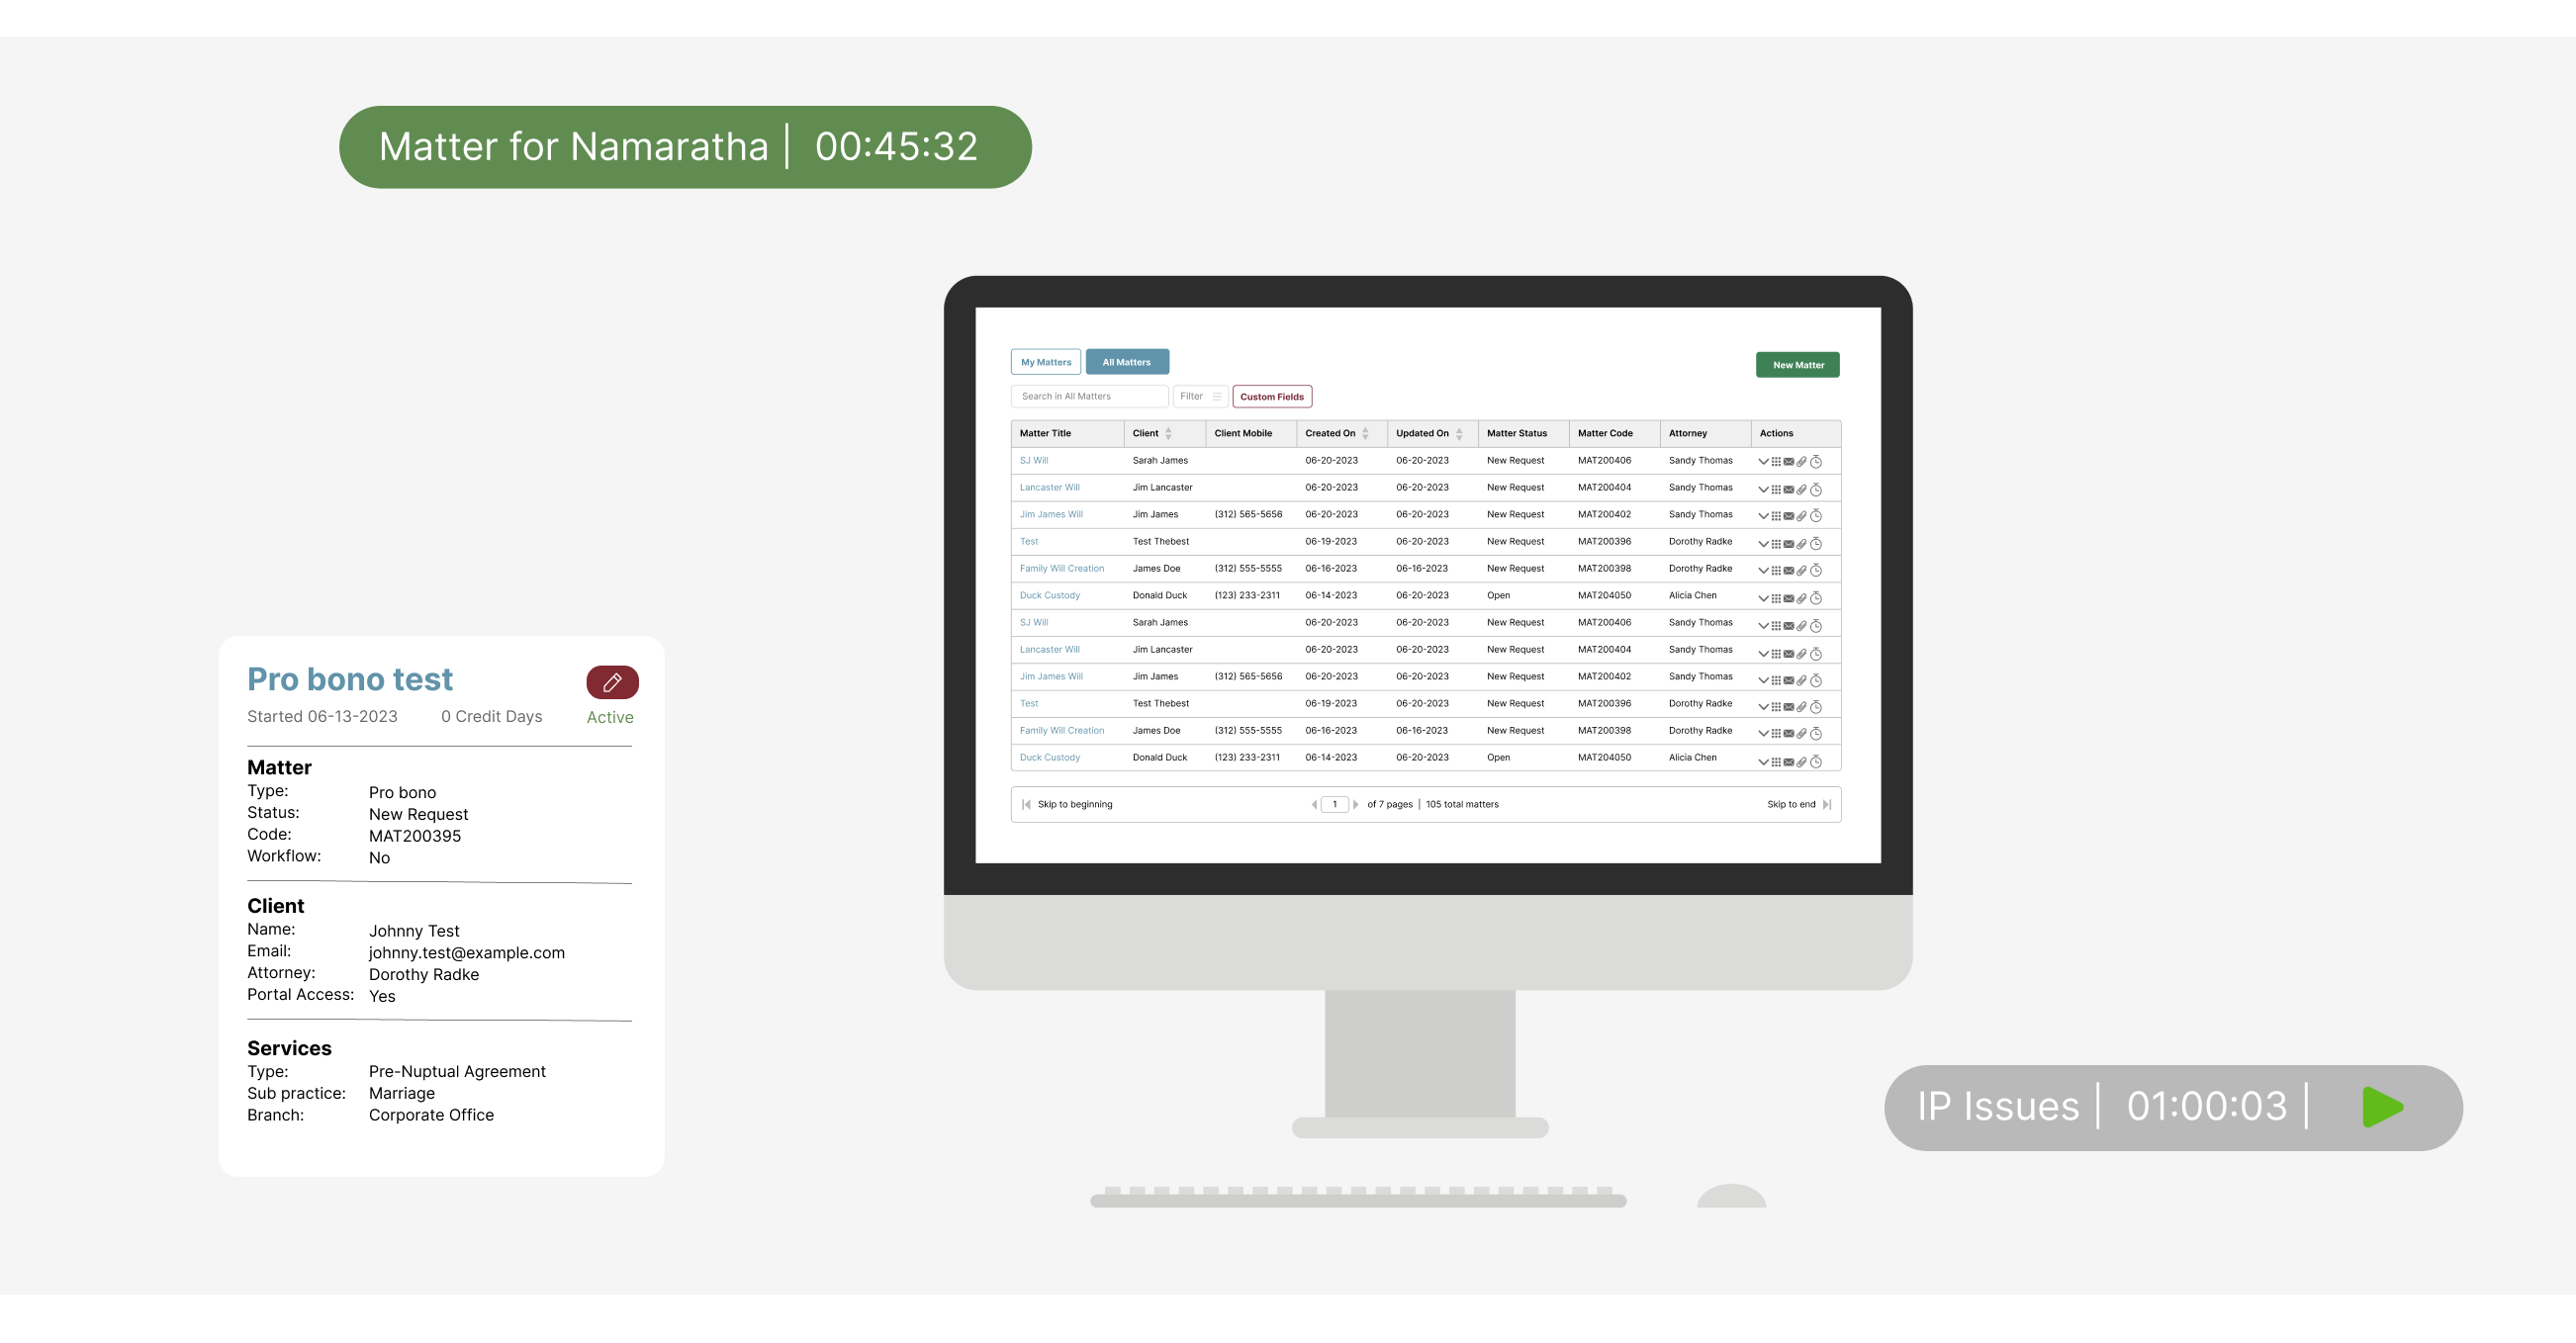 Matter for Namaratha | 00:45:32
My Matters All Matters New Matter
Search in All Matters Filter Custom Fields
Matter Title Client Client Mobile Created On Updated On Matter Status Matter Code Attorney Actions
SJ Will Sarah James 06-20-2023 06-20-2023 New Request MAT200406 Sandy Thomas
Lancaster Will Jim Lancaster 06-20-2023 06-20-2023 New Request MAT200404 Sandy Thomas
Jim James Will Jim James (312) 565-5656 06-20-2023 06-20-2023 New Request MAT200402 Sandy Thomas
Test Test Thebest 06-19-2023 06-20-2023 New Request MAT200396 Dorothy Radke
Family Will Creation James Doe (312) 555-5555 06-16-2023 06-16-2023 New Request MAT200398 Dorothy Radke
Duck Custody Donald Duck (123) 233-2311 06-14-2023 06-20-2023 Open MAT204050 Alicia Chen
SJ Will Sarah James 06-20-2023 06-20-2023 New Request MAT200406 Sandy Thomas
Lancaster Will Jim Lancaster 06-20-2023 06-20-2023 New Request MAT200404 Sandy Thomas
Jim James Will Jim James (312) 565-5656 06-20-2023 06-20-2023 New Request MAT200402 Sandy Thomas
Test Test Thebest 06-19-2023 06-20-2023 New Request MAT200396 Dorothy Radke
Family Will Creation James Doe (312) 555-5555 06-16-2023 06-16-2023 New Request MAT200398 Dorothy Radke
Duck Custody Donald Duck (123) 233-2311 06-14-2023 06-20-2023 Open MAT204050 Alicia Chen
Skip to beginning 1 of 7 pages | 105 total matters Skip to end
Pro bono test
Started 06-13-2023 0 Credit Days Active
Matter
Type: Pro bono
Status: New Request
Code: MAT200395
Workflow: No
Client
Name: Johnny Test
Email: johnny.test@example.com
Attorney: Dorothy Radke
Portal Access: Yes
Services
Type: Pre-Nuptual Agreement
Sub practice: Marriage
Branch: Corporate Office
IP Issues | 01:00:03 |